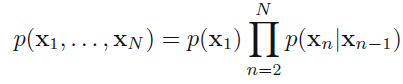 p(x₁, . . . , x_N) = p(x₁) ∏_{n=2}^{N} p(x_n|x_{n−1})